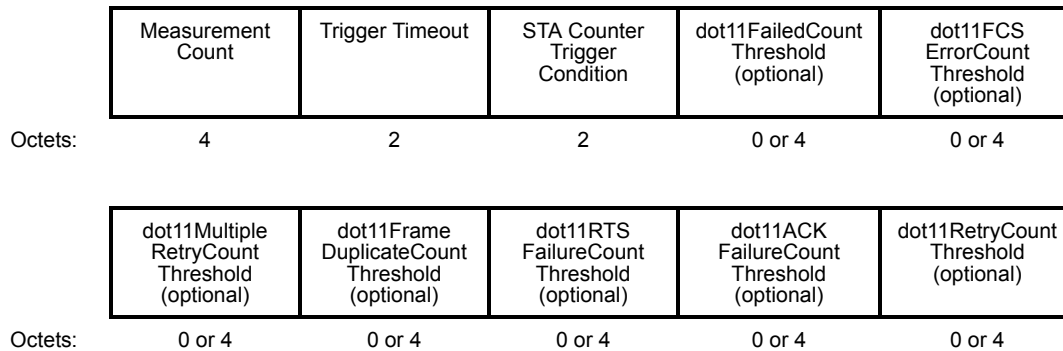 Measurement
Count
Trigger Timeout
STA Counter
Trigger
Condition
dot11FailedCount
Threshold
(optional)
dot11FCS
ErrorCount
Threshold
(optional)
Octets: 4 2 2 0 or 4 0 or 4
dot11Multiple
RetryCount
Threshold
(optional)
dot11Frame
DuplicateCount
Threshold
(optional)
dot11RTS
FailureCount
Threshold
(optional)
dot11ACK
FailureCount
Threshold
(optional)
dot11RetryCount
Threshold
(optional)
Octets: 0 or 4 0 or 4 0 or 4 0 or 4 0 or 4